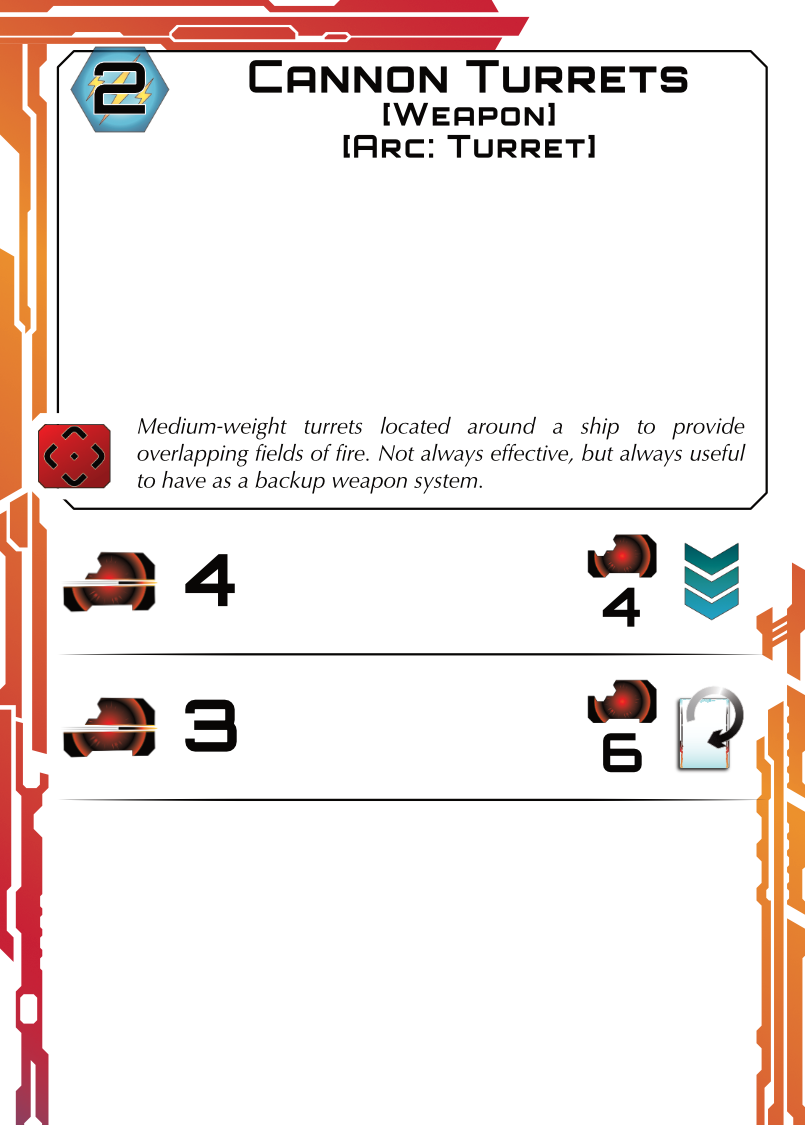 2
Cannon Turrets
[Weapon]
[Arc: Turret]
Medium-weight turrets located around a ship to provide
overlapping fields of fire. Not always effective, but always useful
to have as a backup weapon system.
4
4
3
6